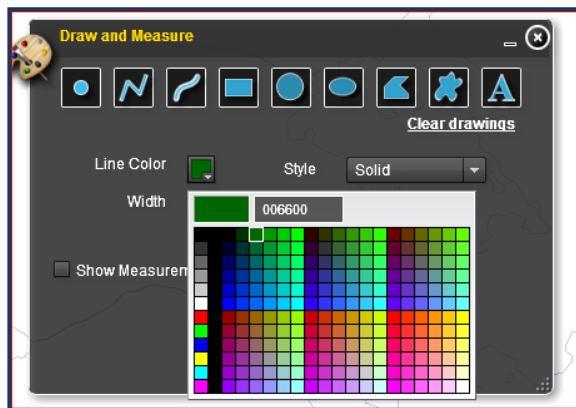 Draw and Measure
A
Clear drawings
Line Color Style Solid
Width
006600
Show Measurem